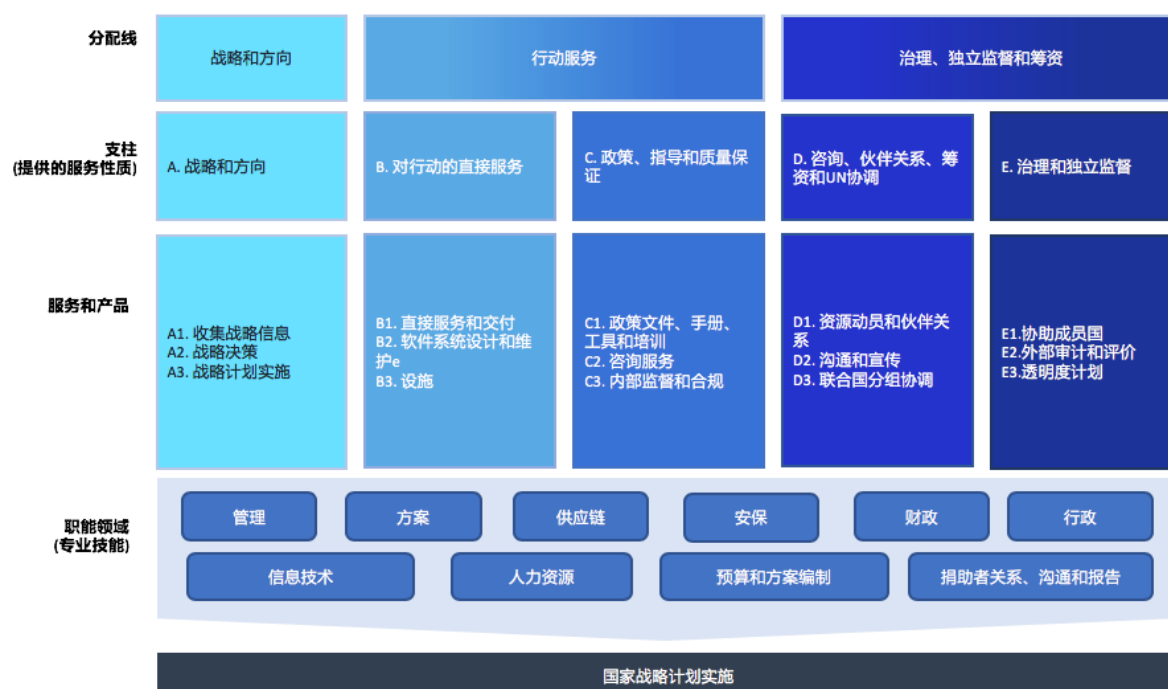 分配线
战略和方向
行动服务
治理、独立监督和筹资
支柱
(提供的服务性质)
A. 战略和方向
B. 对行动的直接服务
C. 政策、指导和质量保
证
D. 咨询、伙伴关系、筹
资和UN协调
E. 治理和独立监督
服务和产品
A1. 收集战略信息
A2. 战略决策
A3. 战略计划实施
B1. 直接服务和交付
B2. 软件系统设计和维
护e
B3. 设施
C1. 政策文件、手册、
工具和培训
C2. 咨询服务
C3. 内部监督和合规
D1. 资源动员和伙伴关
系
D2. 沟通和宣传
D3. 联合国分组协调
E1.协助成员国
E2.外部审计和评价
E3.透明度计划
职能领域
(专业技能)
管理
方案
供应链
安保
财政
行政
信息技术
人力资源
预算和方案编制
捐助者关系、沟通和报告
国家战略计划实施